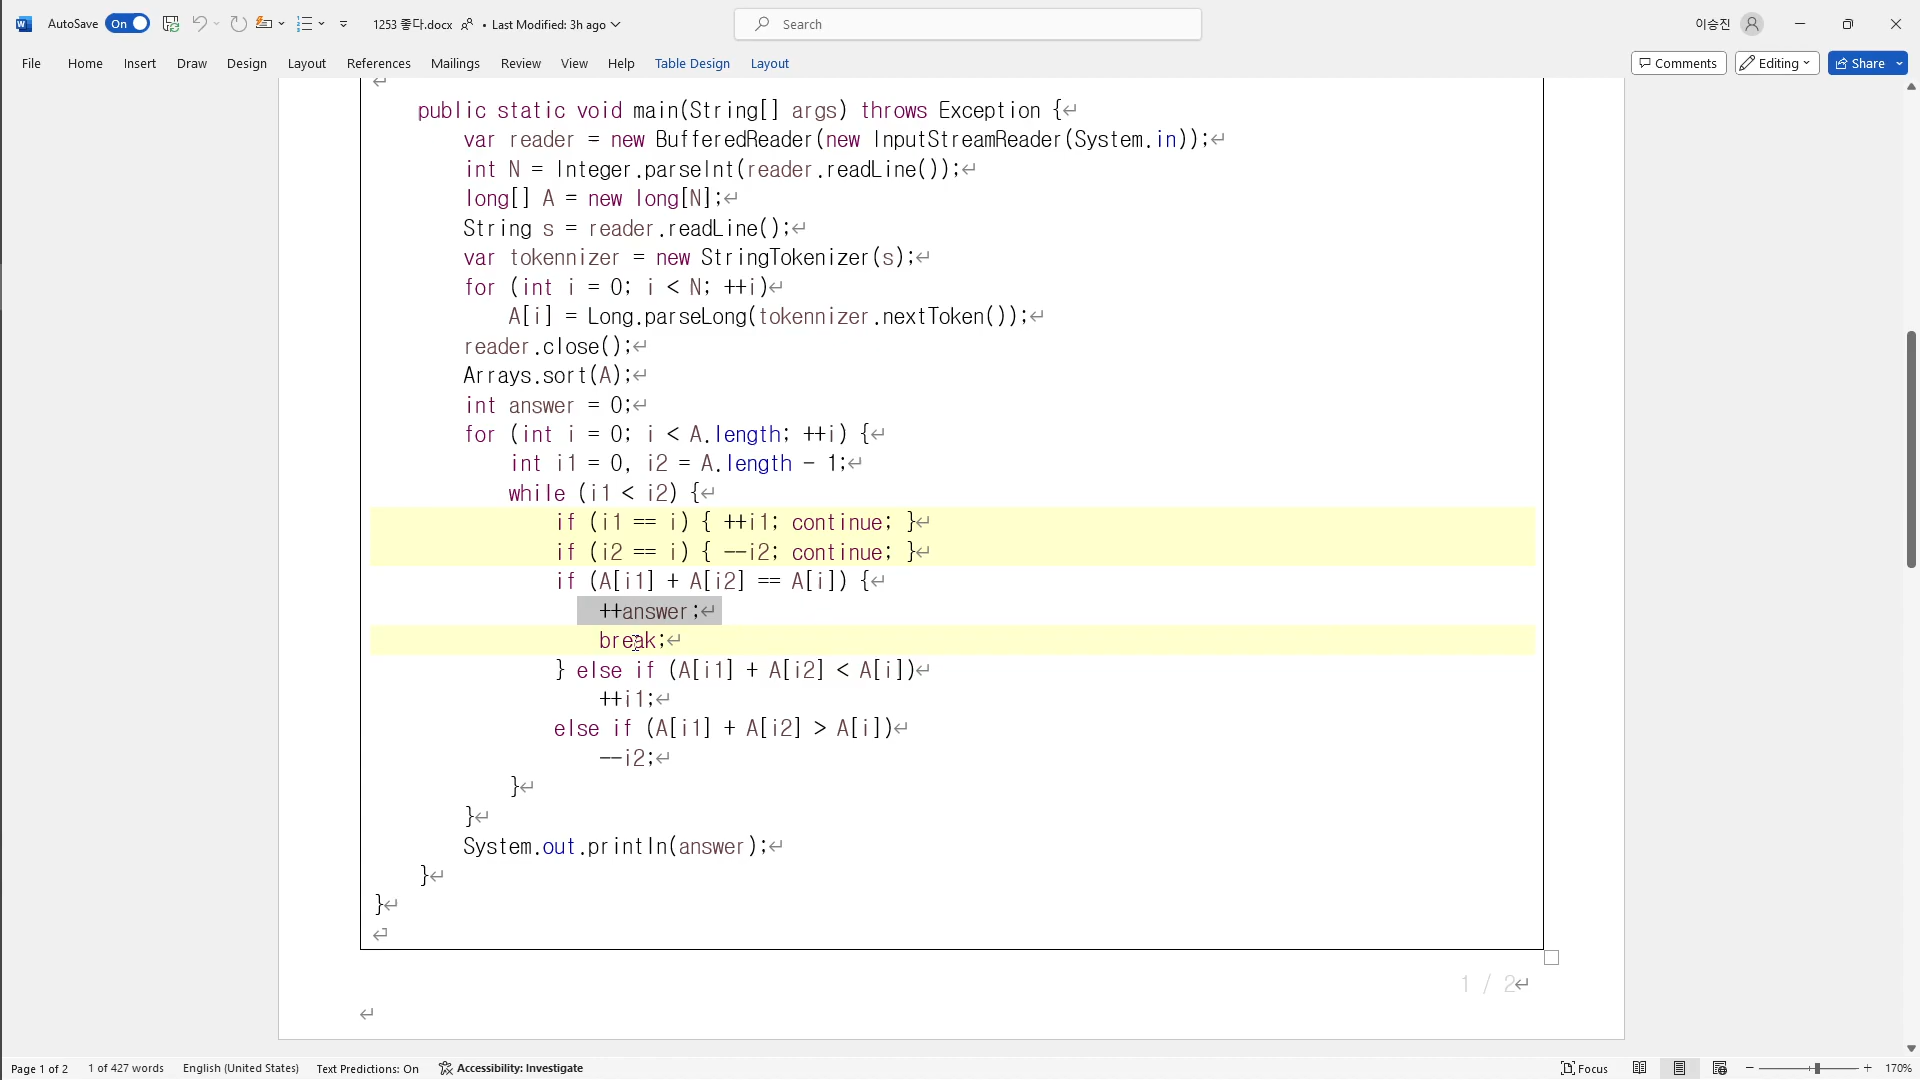 AutoSave On 1253 좋다.docx • Last Modified: 3h ago Search 이승진
File Home Insert Draw Design Layout References Mailings Review View Help Table Design Layout Comments Editing Share
public static void main(String[] args) throws Exception {
var reader = new BufferedReader(new InputStreamReader(System.in));
int N = Integer.parseInt(reader.readLine());
long[] A = new long[N];
String s = reader.readLine();
var tokennizer = new StringTokenizer(s);
for (int i = 0; i < N; ++i)
A[i] = Long.parseLong(tokennizer.nextToken());
reader.close();
Arrays.sort(A);
int answer = 0;
for (int i = 0; i < A.length; ++i) {
int i1 = 0, i2 = A.length - 1;
while (i1 < i2) {
if (i1 == i) { ++i1; continue; }
if (i2 == i) { --i2; continue; }
if (A[i1] + A[i2] == A[i]) {
++answer;
break;
} else if (A[i1] + A[i2] < A[i])
++i1;
else if (A[i1] + A[i2] > A[i])
--i2;
}
}
System.out.println(answer);
}
}
1 / 2
Page 1 of 2 1 of 427 words English (United States) Text Predictions: On Accessibility: Investigate Focus 170%